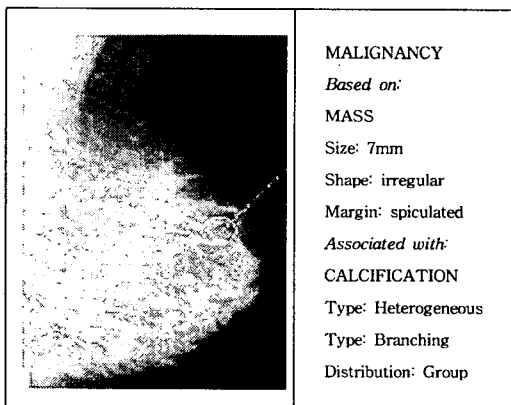 MALIGNANCY
Based on:
MASS
Size: 7mm
Shape: irregular
Margin: spiculated
Associated with:
CALCIFICATION
Type: Heterogeneous
Type: Branching
Distribution: Group